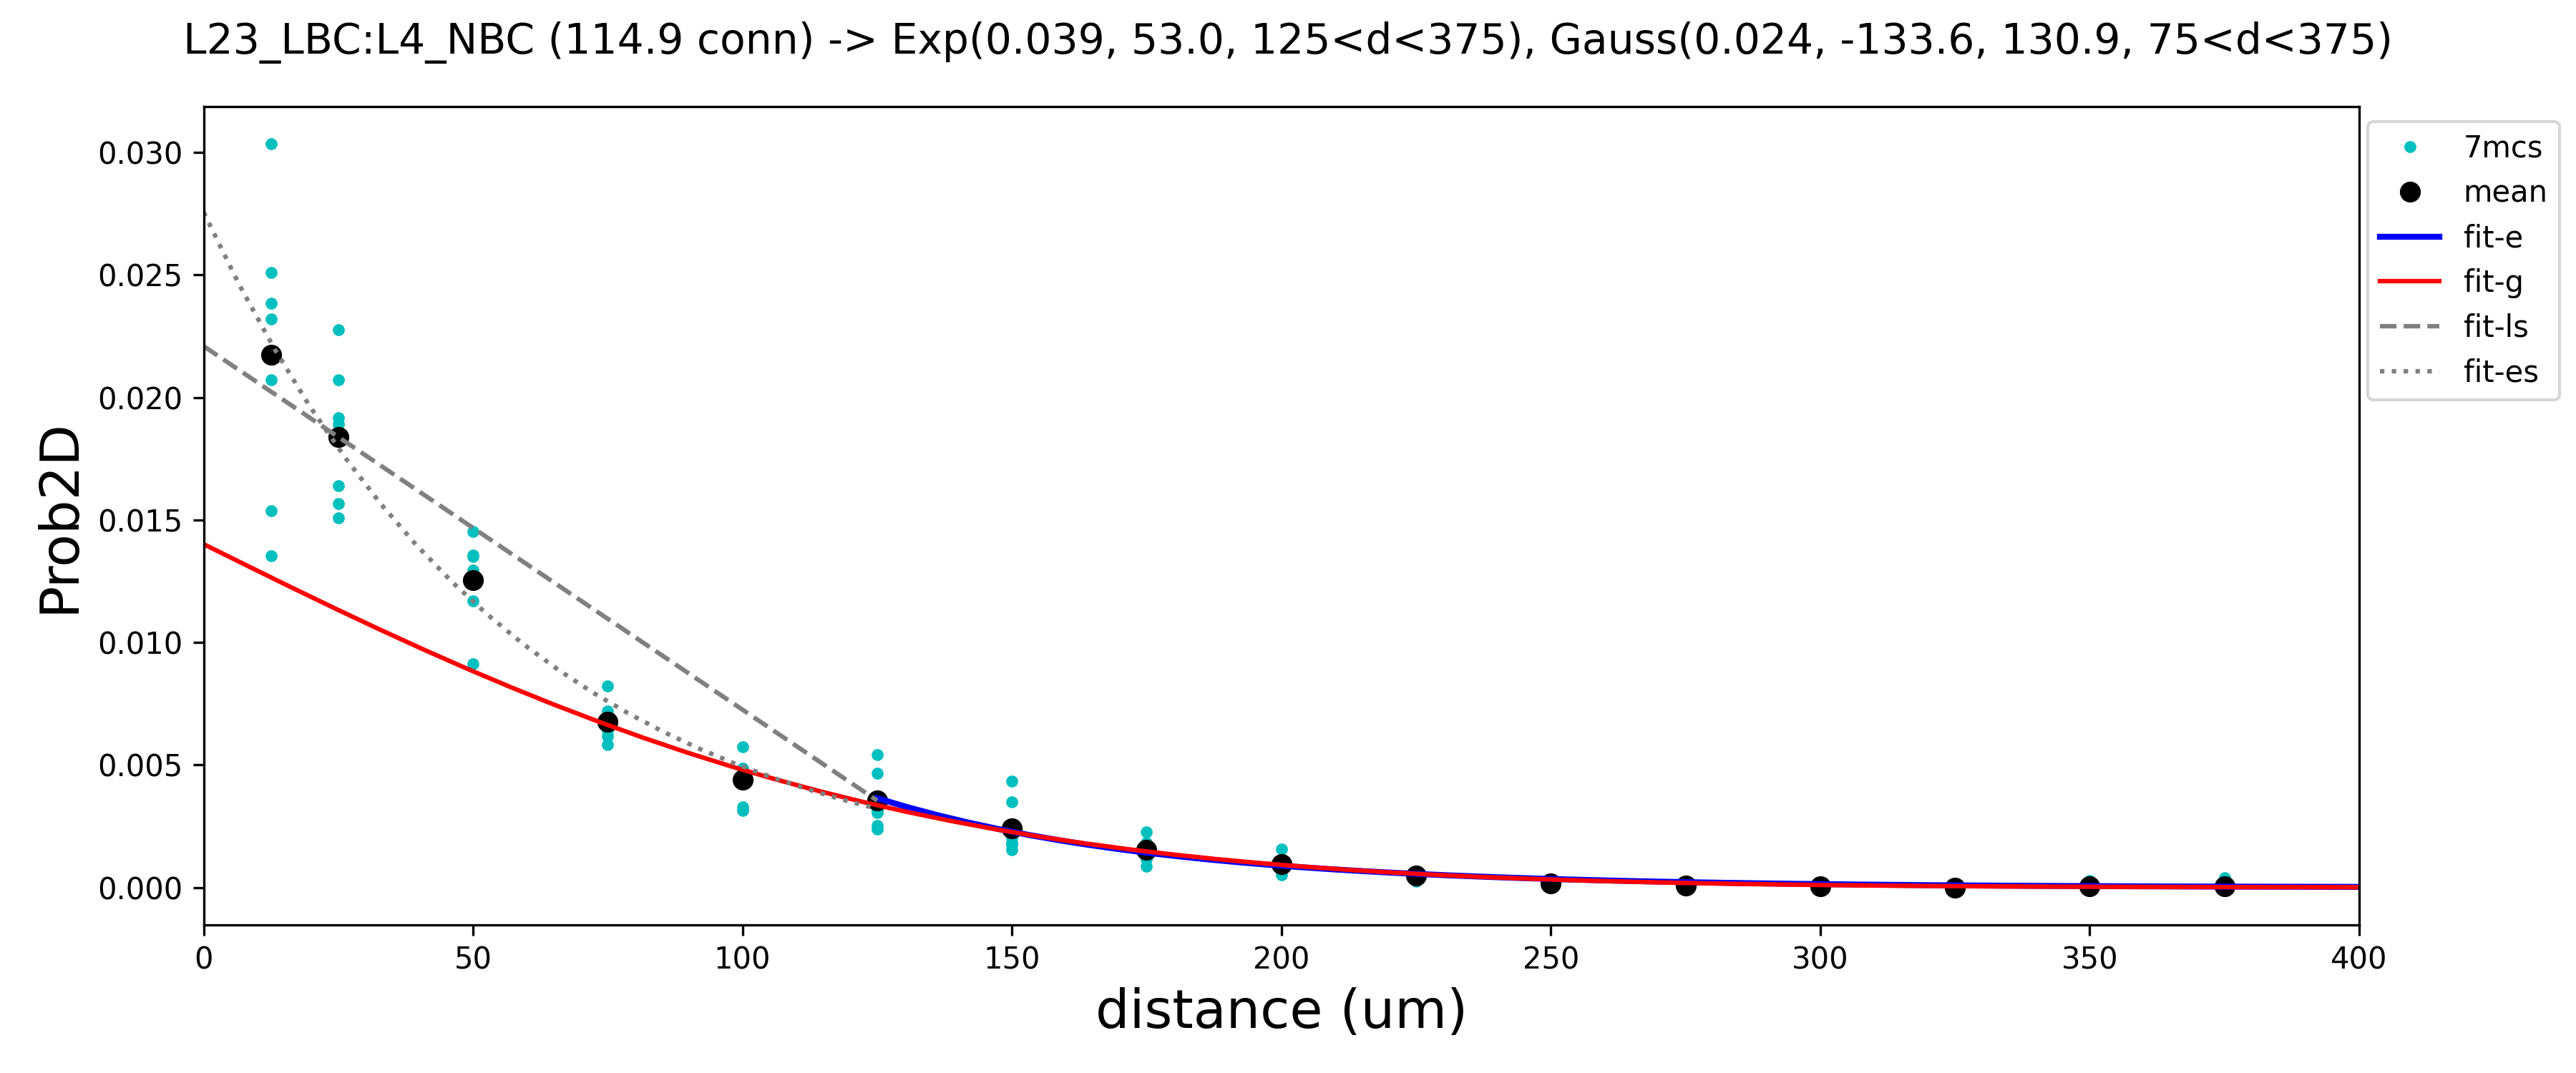 L23_LBC:L4_NBC (114.9 conn) -> Exp(0.039, 53.0, 125<d<375), Gauss(0.024, -133.6, 130.9, 75<d<375)
0.030
0.025
0.020
0.015
0.010
0.005
0.000
Prob2D
0 50 100 150 200 250 300 350 400
distance (um)
7mcs
mean
fit-e
fit-g
fit-ls
fit-es